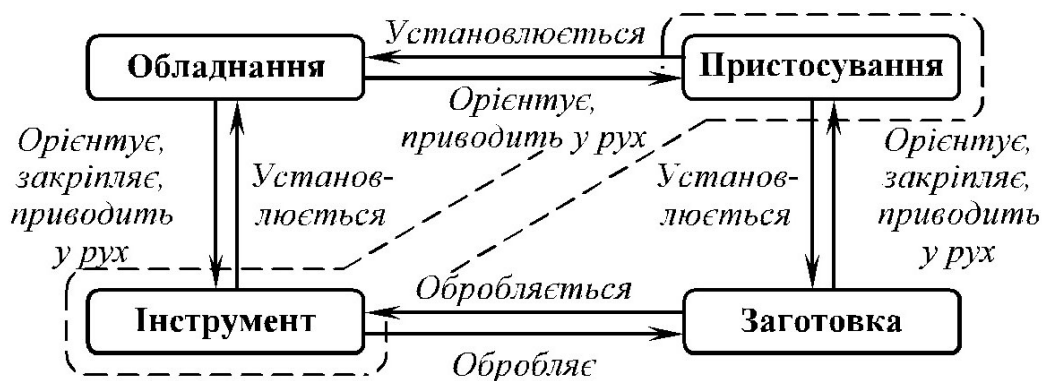 Установлюється
Обладнання
Пристосування
Орієнтує,
приводить у рух
Орієнтує,
закріпляє,
приводить
у рух
Установ-
люється
Установ-
люється
Орієнтує,
закріпляє,
приводить
у рух
Обробляється
Інструмент
Заготовка
Обробляє